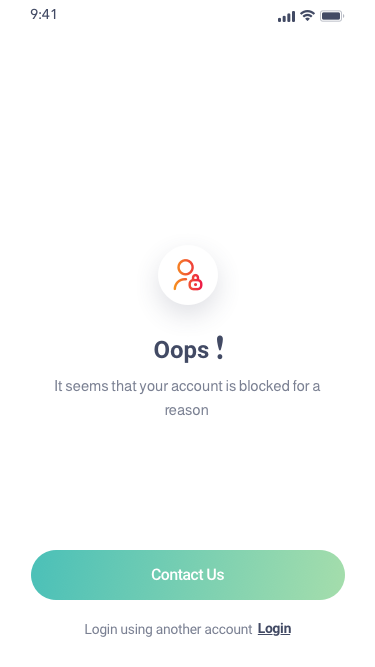 9:41
Oops !
It seems that your account is blocked for a
reason
Contact Us
Login using another account Login